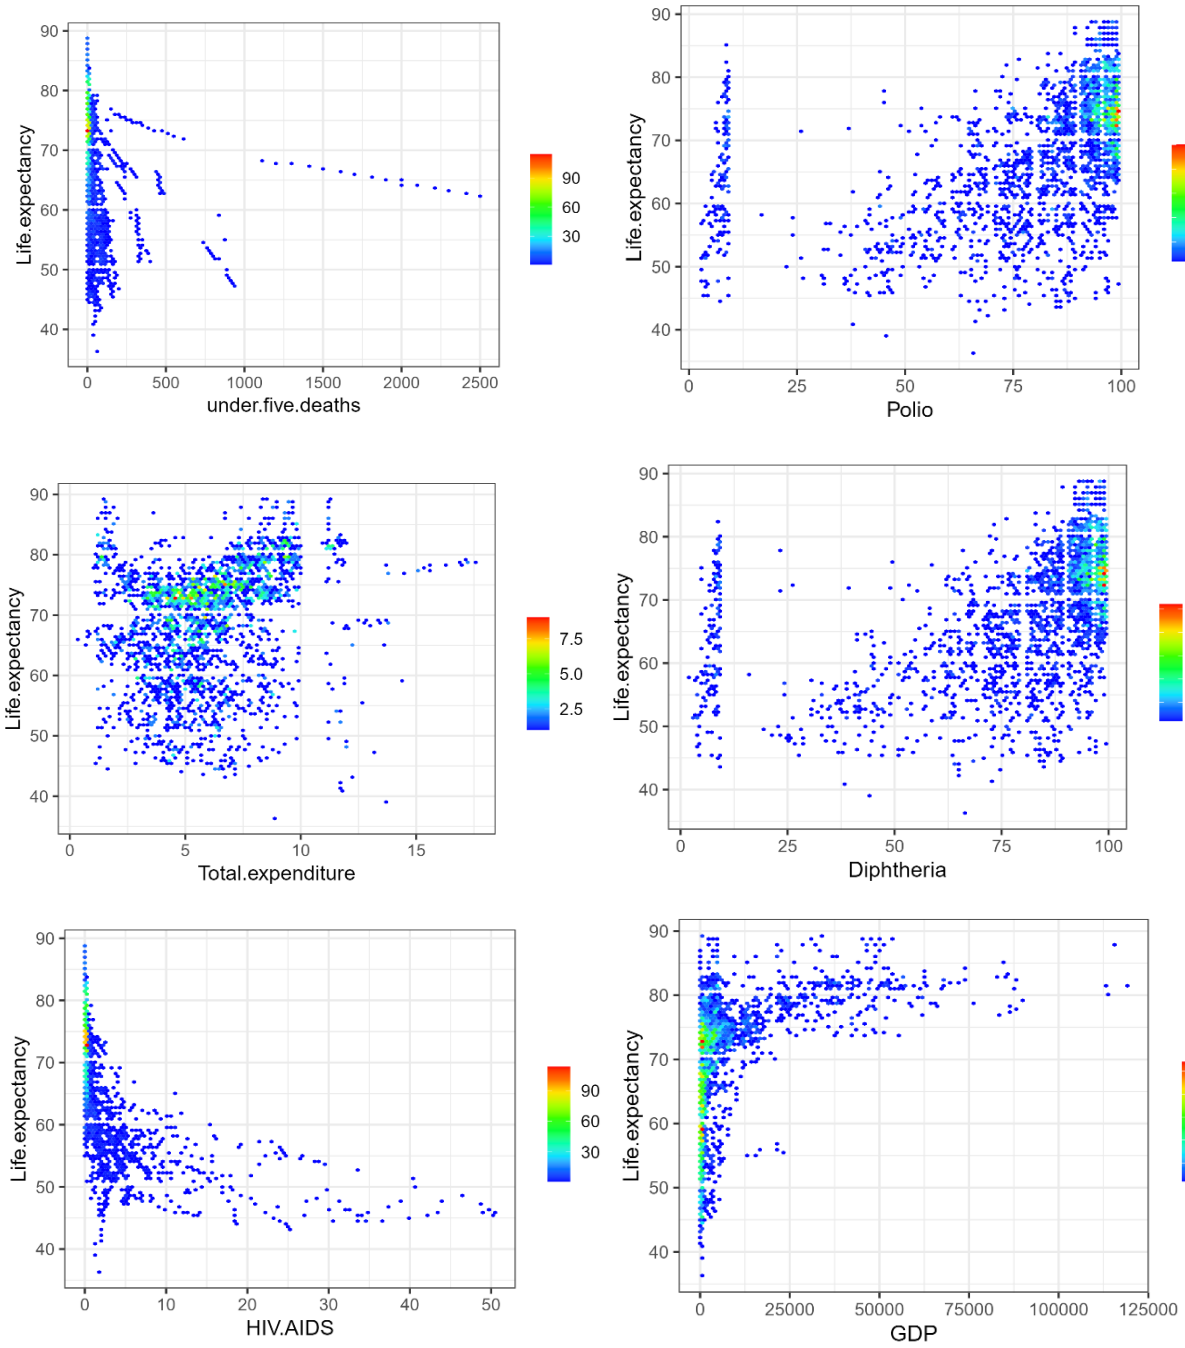 90
80
70
60
50
40
Life.expectancy
0 500 1000 1500 2000 2500
under.five.deaths
90
60
30
90
80
70
60
50
40
Life.expectancy
0 25 50 75 100
Polio
90
80
70
60
50
40
Life.expectancy
0 5 10 15
Total.expenditure
7.5
5.0
2.5
90
80
70
60
50
40
Life.expectancy
0 25 50 75 100
Diphtheria
90
80
70
60
50
40
Life.expectancy
0 10 20 30 40 50
HIV.AIDS
90
60
30
90
80
70
60
50
40
Life.expectancy
0 25000 50000 75000 100000 125000
GDP